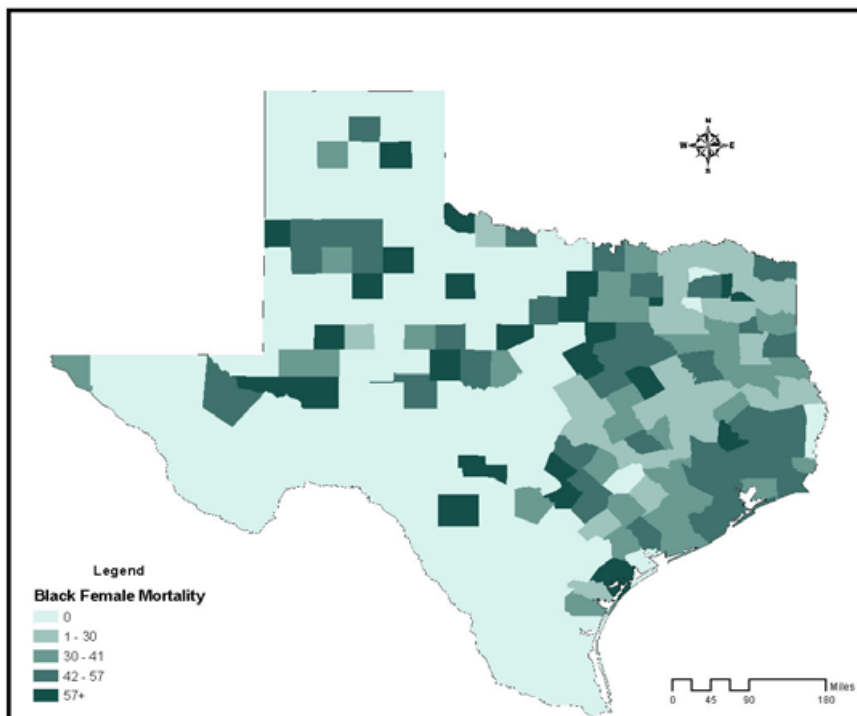 N
W E
S
Legend
Black Female Mortality
0
1 - 30
30 - 41
42 - 57
57+
Miles
0 45 90 180